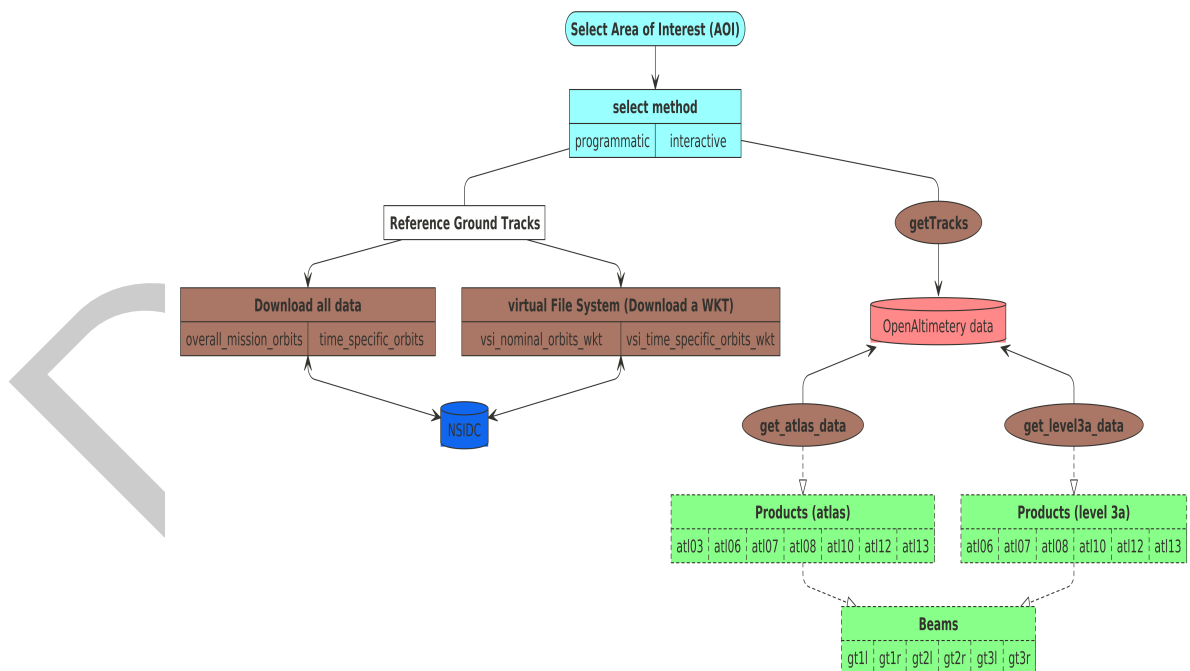 Select Area of Interest (AOI)
select method
programmatic interactive
Reference Ground Tracks
getTracks
Download all data
overall_mission_orbits time_specific_orbits
virtual File System (Download a WKT)
vsi_nominal_orbits_wkt vsi_time_specific_orbits_wkt
OpenAltimetery data
NSIDC
get_atlas_data
get_level3a_data
Products (atlas)
atl03 atl06 atl07 atl08 atl10 atl12 atl13
Products (level 3a)
atl06 atl07 atl08 atl10 atl12 atl13
Beams
gt1l gt1r gt2l gt2r gt3l gt3r